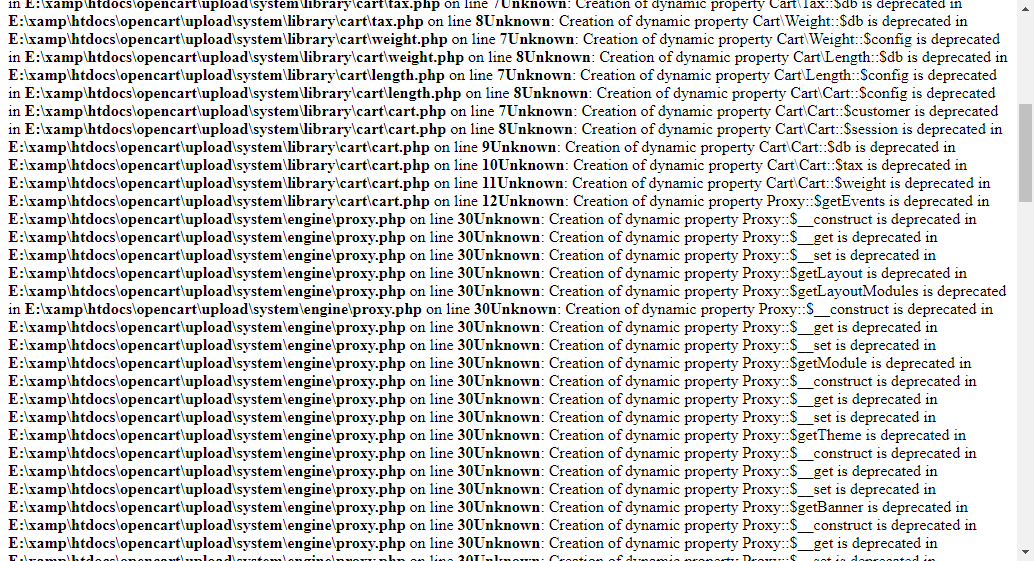 in E:\xamp\htdocs\opencart\upload\system\library\cart\tax.php on line 7Unknown: Creation of dynamic property Cart\Tax::$db is deprecated in
E:\xamp\htdocs\opencart\upload\system\library\cart\tax.php on line 8Unknown: Creation of dynamic property Cart\Weight::$db is deprecated in
E:\xamp\htdocs\opencart\upload\system\library\cart\weight.php on line 7Unknown: Creation of dynamic property Cart\Weight::$config is deprecated
in E:\xamp\htdocs\opencart\upload\system\library\cart\weight.php on line 8Unknown: Creation of dynamic property Cart\Length::$db is deprecated in
E:\xamp\htdocs\opencart\upload\system\library\cart\length.php on line 7Unknown: Creation of dynamic property Cart\Length::$config is deprecated
in E:\xamp\htdocs\opencart\upload\system\library\cart\length.php on line 8Unknown: Creation of dynamic property Cart\Cart::$config is deprecated
in E:\xamp\htdocs\opencart\upload\system\library\cart\cart.php on line 7Unknown: Creation of dynamic property Cart\Cart::$customer is deprecated
in E:\xamp\htdocs\opencart\upload\system\library\cart\cart.php on line 8Unknown: Creation of dynamic property Cart\Cart::$session is deprecated in
E:\xamp\htdocs\opencart\upload\system\library\cart\cart.php on line 9Unknown: Creation of dynamic property Cart\Cart::$db is deprecated in
E:\xamp\htdocs\opencart\upload\system\library\cart\cart.php on line 10Unknown: Creation of dynamic property Cart\Cart::$tax is deprecated in
E:\xamp\htdocs\opencart\upload\system\library\cart\cart.php on line 11Unknown: Creation of dynamic property Cart\Cart::$weight is deprecated in
E:\xamp\htdocs\opencart\upload\system\library\cart\cart.php on line 12Unknown: Creation of dynamic property Proxy::$getEvents is deprecated in
E:\xamp\htdocs\opencart\upload\system\engine\proxy.php on line 30Unknown: Creation of dynamic property Proxy::$__construct is deprecated in
E:\xamp\htdocs\opencart\upload\system\engine\proxy.php on line 30Unknown: Creation of dynamic property Proxy::$__get is deprecated in
E:\xamp\htdocs\opencart\upload\system\engine\proxy.php on line 30Unknown: Creation of dynamic property Proxy::$__set is deprecated in
E:\xamp\htdocs\opencart\upload\system\engine\proxy.php on line 30Unknown: Creation of dynamic property Proxy::$getLayout is deprecated in
E:\xamp\htdocs\opencart\upload\system\engine\proxy.php on line 30Unknown: Creation of dynamic property Proxy::$getLayoutModules is deprecated
in E:\xamp\htdocs\opencart\upload\system\engine\proxy.php on line 30Unknown: Creation of dynamic property Proxy::$__construct is deprecated in
E:\xamp\htdocs\opencart\upload\system\engine\proxy.php on line 30Unknown: Creation of dynamic property Proxy::$__get is deprecated in
E:\xamp\htdocs\opencart\upload\system\engine\proxy.php on line 30Unknown: Creation of dynamic property Proxy::$__set is deprecated in
E:\xamp\htdocs\opencart\upload\system\engine\proxy.php on line 30Unknown: Creation of dynamic property Proxy::$getModule is deprecated in
E:\xamp\htdocs\opencart\upload\system\engine\proxy.php on line 30Unknown: Creation of dynamic property Proxy::$__construct is deprecated in
E:\xamp\htdocs\opencart\upload\system\engine\proxy.php on line 30Unknown: Creation of dynamic property Proxy::$__get is deprecated in
E:\xamp\htdocs\opencart\upload\system\engine\proxy.php on line 30Unknown: Creation of dynamic property Proxy::$__set is deprecated in
E:\xamp\htdocs\opencart\upload\system\engine\proxy.php on line 30Unknown: Creation of dynamic property Proxy::$getTheme is deprecated in
E:\xamp\htdocs\opencart\upload\system\engine\proxy.php on line 30Unknown: Creation of dynamic property Proxy::$__construct is deprecated in
E:\xamp\htdocs\opencart\upload\system\engine\proxy.php on line 30Unknown: Creation of dynamic property Proxy::$__get is deprecated in
E:\xamp\htdocs\opencart\upload\system\engine\proxy.php on line 30Unknown: Creation of dynamic property Proxy::$__set is deprecated in
E:\xamp\htdocs\opencart\upload\system\engine\proxy.php on line 30Unknown: Creation of dynamic property Proxy::$getBanner is deprecated in
E:\xamp\htdocs\opencart\upload\system\engine\proxy.php on line 30Unknown: Creation of dynamic property Proxy::$__construct is deprecated in
E:\xamp\htdocs\opencart\upload\system\engine\proxy.php on line 30Unknown: Creation of dynamic property Proxy::$__get is deprecated in
E:\xamp\htdocs\opencart\upload\system\engine\proxy.php on line 30Unknown: Creation of dynamic property Proxy::$__set is deprecated in